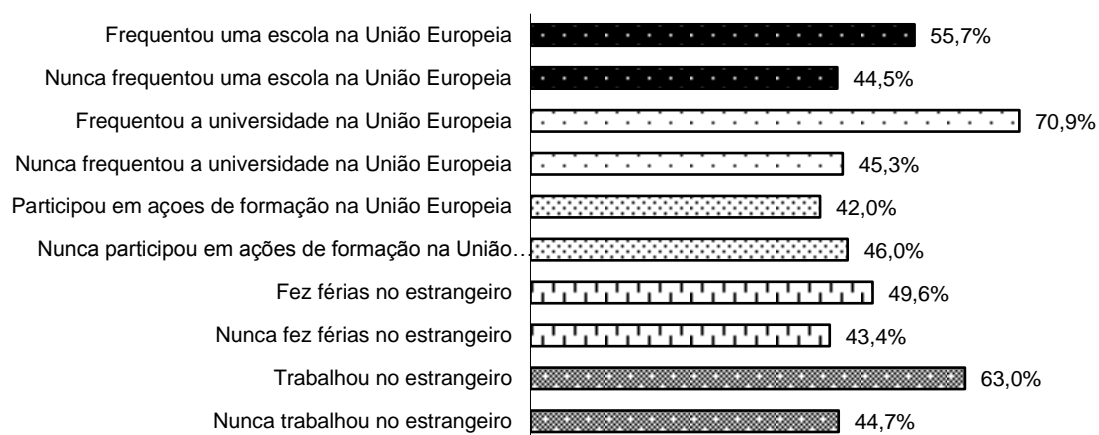 Frequentou uma escola na União Europeia 55,7%
Nunca frequentou uma escola na União Europeia 44,5%
Frequentou a universidade na União Europeia 70,9%
Nunca frequentou a universidade na União Europeia 45,3%
Participou em açoes de formação na União Europeia 42,0%
Nunca participou em ações de formação na União… 46,0%
Fez férias no estrangeiro 49,6%
Nunca fez férias no estrangeiro 43,4%
Trabalhou no estrangeiro 63,0%
Nunca trabalhou no estrangeiro 44,7%